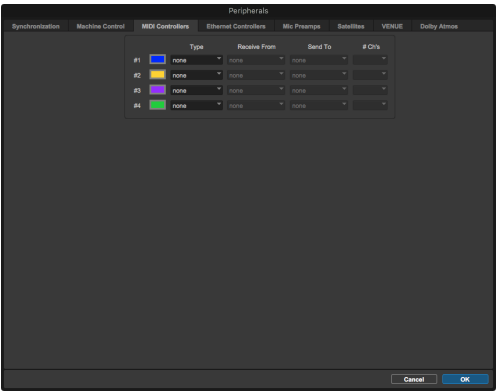 Peripherals
Synchronization Machine Control MIDI Controllers Ethernet Controllers Mic Preamps Satellites VENUE Dolby Atmos
Type Receive From Send To # Ch's
#1 none none none
#2 none none none
#3 none none none
#4 none none none
Cancel OK